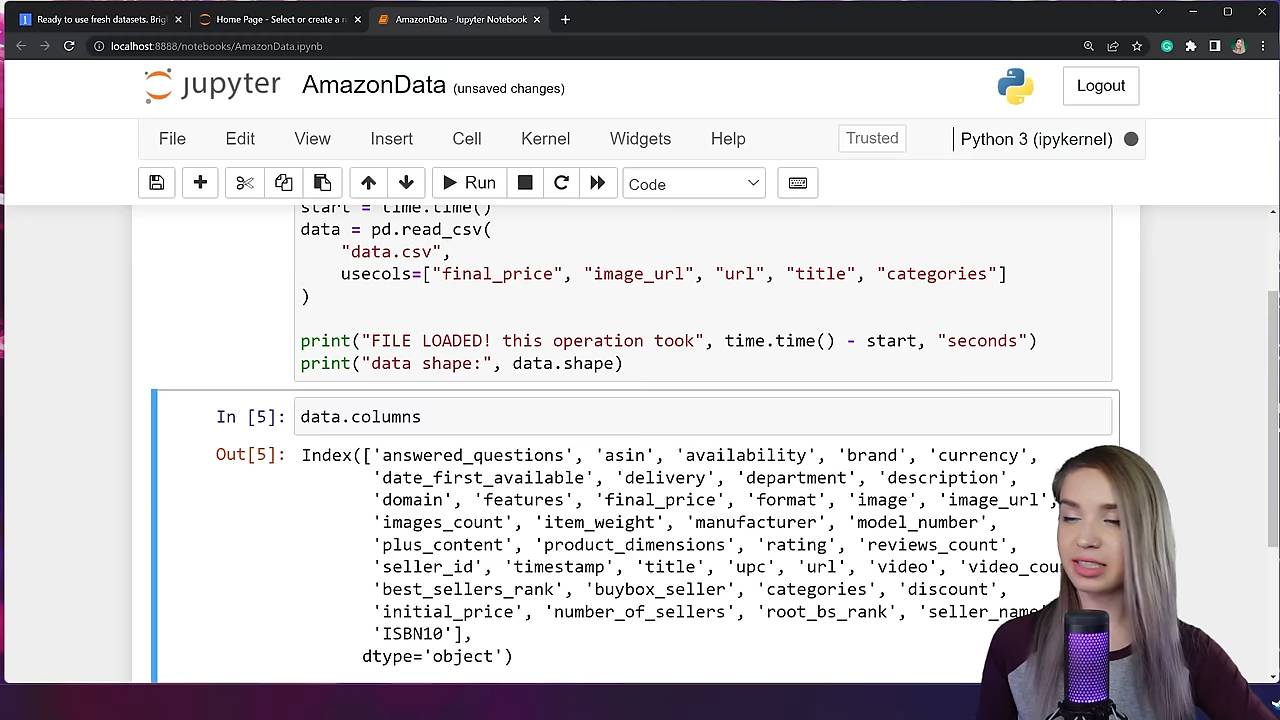 Ready to use fresh datasets. Brig
Home Page - Select or create a n
AmazonData - Jupyter Notebook
localhost:8888/notebooks/AmazonData.ipynb
jupyter
AmazonData (unsaved changes)
Logout
File Edit View Insert Cell Kernel Widgets Help
Trusted
Python 3 (ipykernel)
Run
Code
start = time.time()
data = pd.read_csv(
"data.csv",
usecols=["final_price", "image_url", "url", "title", "categories"]
)
print("FILE LOADED! this operation took", time.time() - start, "seconds")
print("data shape:", data.shape)
In [5]: data.columns
Out[5]: Index(['answered_questions', 'asin', 'availability', 'brand', 'currency',
'date_first_available', 'delivery', 'department', 'description',
'domain', 'features', 'final_price', 'format', 'image', 'image_url',
'images_count', 'item_weight', 'manufacturer', 'model_number',
'plus_content', 'product_dimensions', 'rating', 'reviews_count',
'seller_id', 'timestamp', 'title', 'upc', 'url', 'video', 'video_cou
'best_sellers_rank', 'buybox_seller', 'categories', 'discount',
'initial_price', 'number_of_sellers', 'root_bs_rank', 'seller_name
'ISBN10'],
dtype='object')